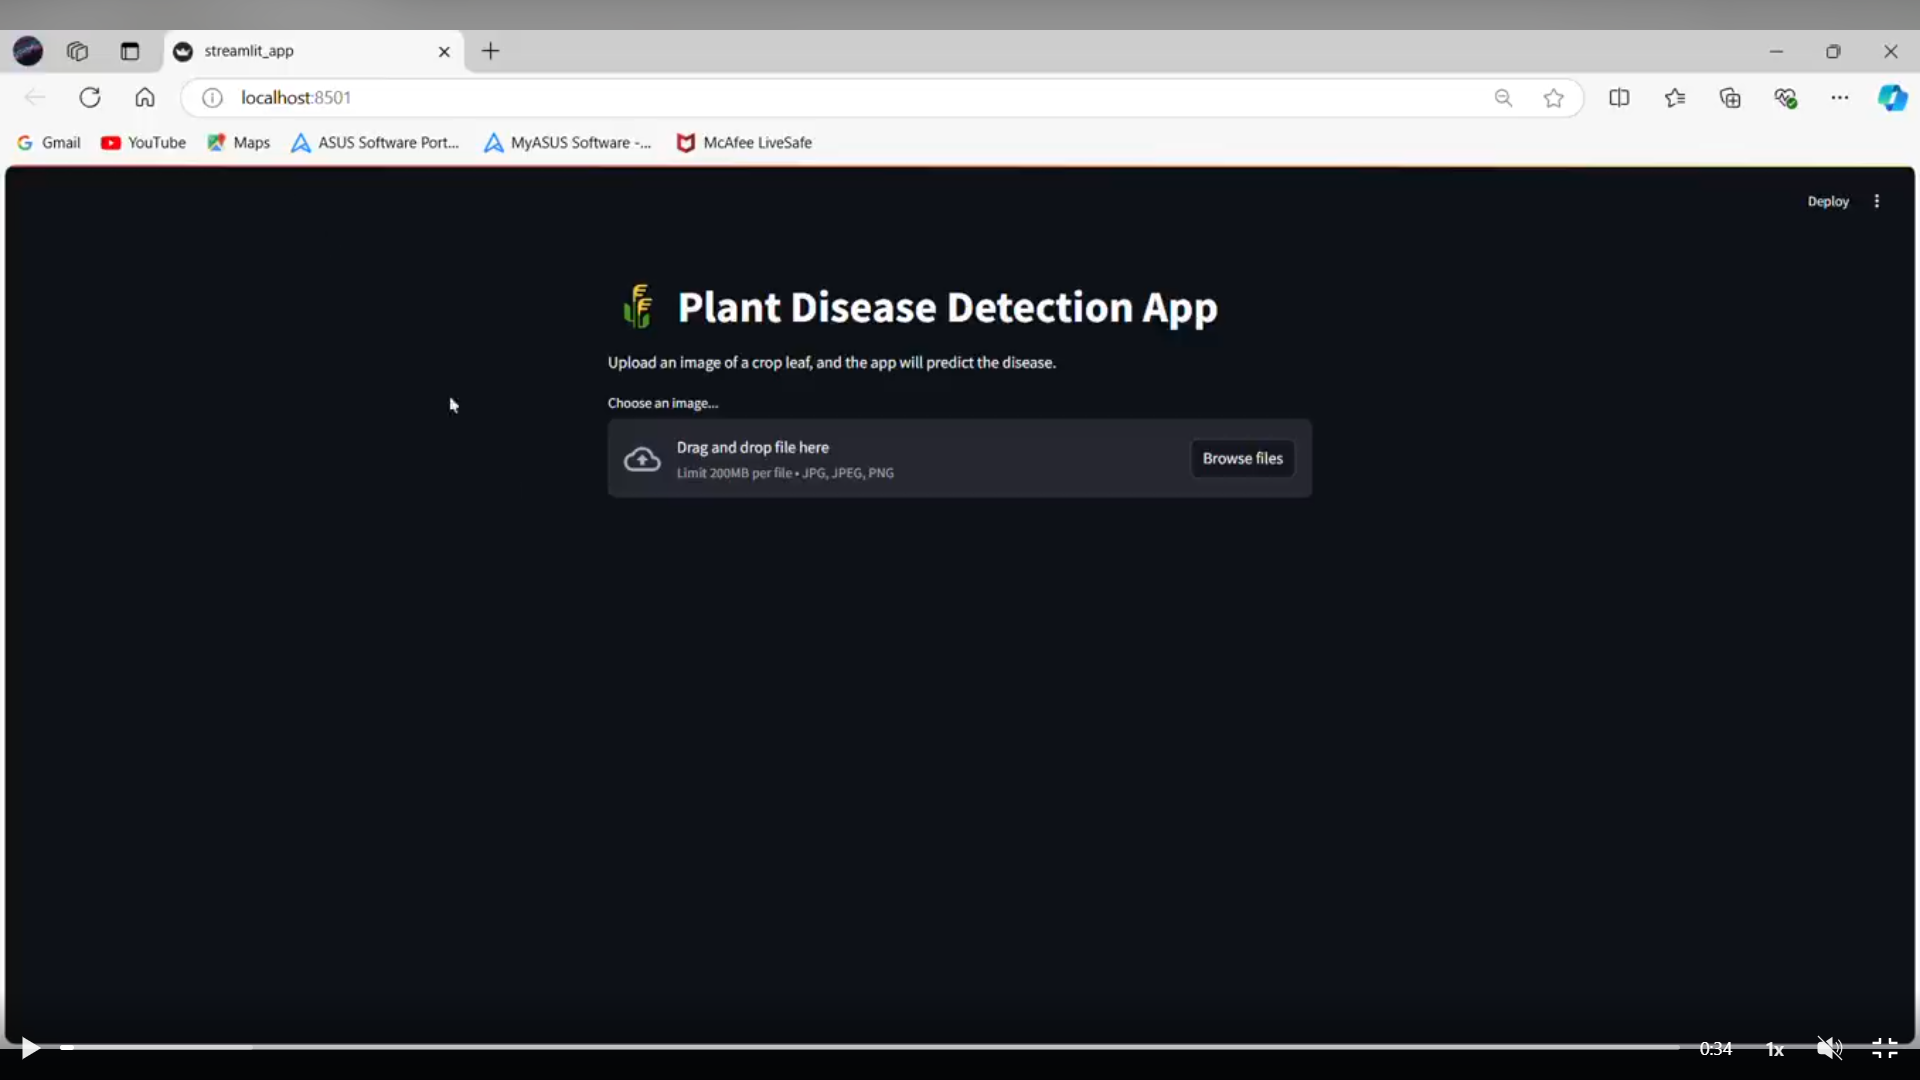 streamlit_app
localhost:8501
Gmail YouTube Maps ASUS Software Port... MyASUS Software -... McAfee LiveSafe
Deploy
Plant Disease Detection App
Upload an image of a crop leaf, and the app will predict the disease.
Choose an image...
Drag and drop file here
Limit 200MB per file • JPG, JPEG, PNG
Browse files
0:34 1x